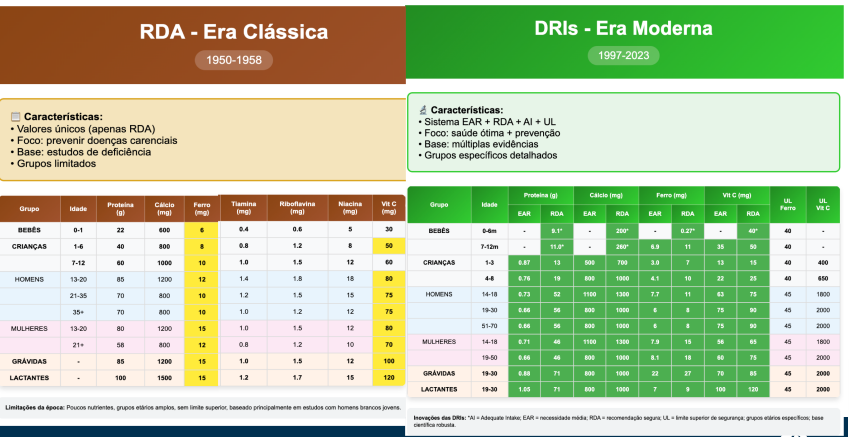 RDA - Era Clássica
1950-1958
Características:
• Valores únicos (apenas RDA)
• Foco: prevenir doenças carenciais
• Base: estudos de deficiência
• Grupos limitados
Grupo Idade Proteína (g) Cálcio (mg) Ferro (mg) Tiamina (mg) Riboflavina (mg) Niacina (mg) Vit C (mg)
BEBÊS 0-1 22 600 6 0.4 0.6 5 30
CRIANÇAS 1-6 40 800 8 0.8 1.2 8 50
7-12 60 1000 10 1.0 1.5 12 60
HOMENS 13-20 85 1200 12 1.4 1.8 18 80
21-35 70 800 10 1.2 1.5 15 75
35+ 70 800 10 1.0 1.2 12 75
MULHERES 13-20 80 1200 15 1.0 1.5 12 80
21+ 58 800 12 0.8 1.2 10 70
GRÁVIDAS - 85 1200 15 1.0 1.5 12 100
LACTANTES - 100 1500 15 1.2 1.7 15 120
Limitações da época: Poucos nutrientes, grupos etários amplos, sem limite superior, baseado principalmente em estudos com homens brancos jovens.
DRIs - Era Moderna
1997-2023
Características:
• Sistema EAR + RDA + AI + UL
• Foco: saúde ótima + prevenção
• Base: múltiplas evidências
• Grupos específicos detalhados
Grupo Idade Proteína (g) Cálcio (mg) Ferro (mg) Vit C (mg) UL Ferro UL Vit C
EAR RDA EAR RDA EAR RDA EAR RDA
BEBÊS 0-6m - 9.1* - 200* - 0.27* - 40* 40 -
7-12m - 11.0* - 260* 6.9 11 35 50 40 -
CRIANÇAS 1-3 0.87 13 500 700 3.0 7 13 15 40 400
4-8 0.76 19 800 1000 4.1 10 22 25 40 650
HOMENS 14-18 0.73 52 1100 1300 7.7 11 63 75 45 1800
19-30 0.66 56 800 1000 6 8 75 90 45 2000
51-70 0.66 56 800 1000 6 8 75 90 45 2000
MULHERES 14-18 0.71 46 1100 1300 7.9 15 56 65 45 1800
19-50 0.66 46 800 1000 8.1 18 60 75 45 2000
GRÁVIDAS 19-30 0.88 71 800 1000 22 27 70 85 45 2000
LACTANTES 19-30 1.05 71 800 1000 7 9 100 120 45 2000
Inovações das DRIs: *AI = Adequate Intake; EAR = necessidade média; RDA = recomendação segura; UL = limite superior de segurança; grupos etários específicos; base
científica robusta.